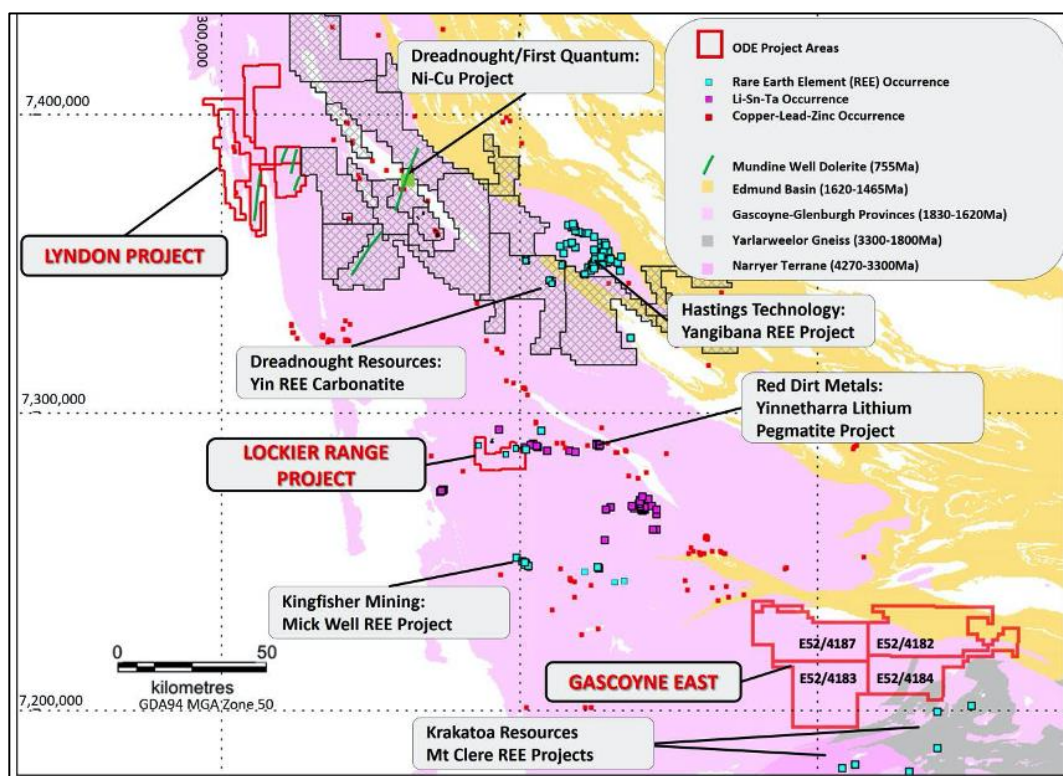 300,000
7,400,000
7,300,000
7,200,000
Dreadnought/First Quantum:
Ni-Cu Project
ODE Project Areas
Rare Earth Element (REE) Occurrence
Li-Sn-Ta Occurrence
Copper-Lead-Zinc Occurrence
Mundine Well Dolerite (755Ma)
Edmund Basin (1620-1465Ma)
Gascoyne-Glenburgh Provinces (1830-1620Ma)
Yarlarweelor Gneiss (3300-1800Ma)
Narryer Terrane (4270-3300Ma)
LYNDON PROJECT
Hastings Technology:
Yangibana REE Project
Dreadnought Resources:
Yin REE Carbonatite
Red Dirt Metals:
Yinnetharra Lithium
Pegmatite Project
LOCKIER RANGE
PROJECT
Kingfisher Mining:
Mick Well REE Project
0 50
kilometres
GDA94 MGA Zone 50
E52/4187 E52/4182
E52/4183 E52/4184
GASCOYNE EAST
Krakatoa Resources
Mt Clere REE Projects